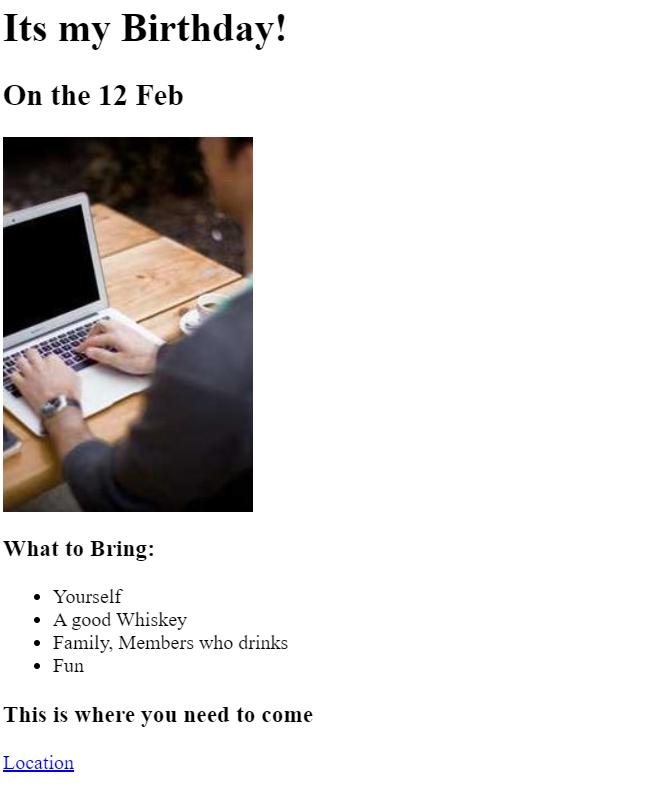 Its my Birthday!
On the 12 Feb
What to Bring:
Yourself
A good Whiskey
Family, Members who drinks
Fun
This is where you need to come
Location